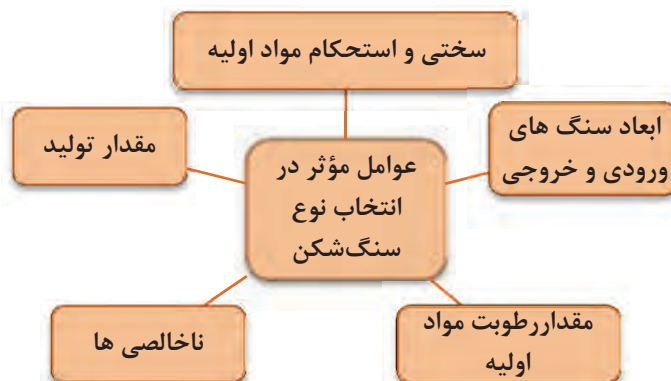 سختی و استحکام مواد اولیه
ابعاد سنگ های
ورودی و خروجی
مقدار تولید
عوامل مؤثر در
انتخاب نوع
سنگ‌شکن
مقداررطوبت مواد
اولیه
ناخالصی ها